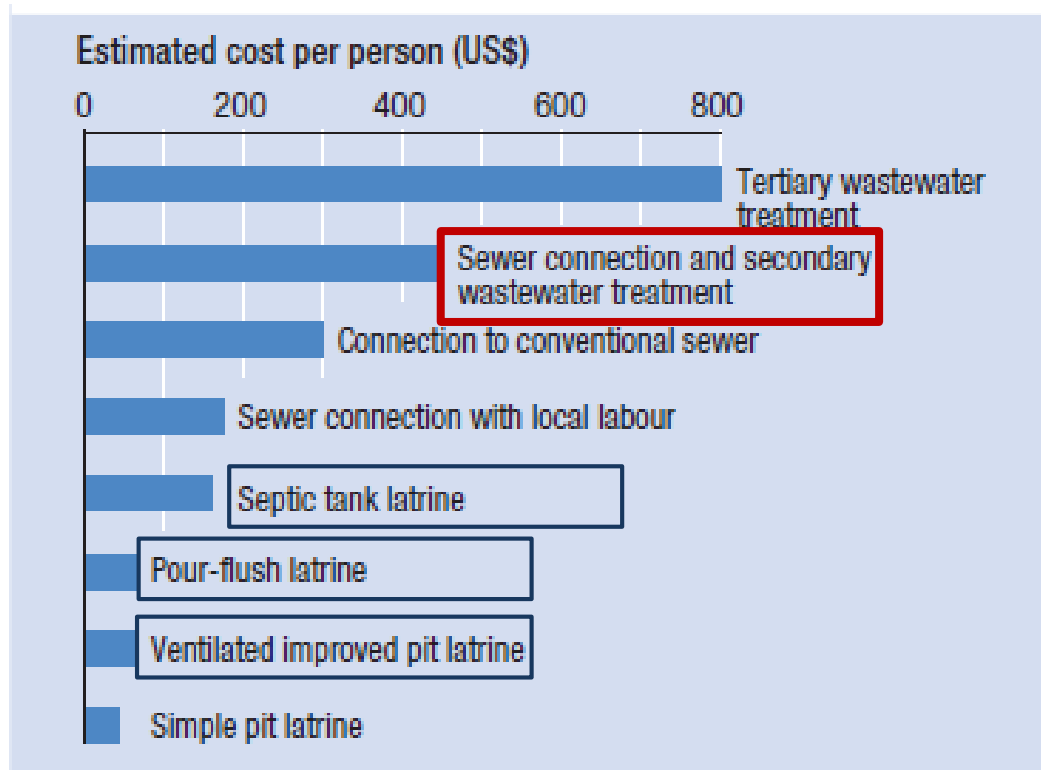 Estimated cost per person (US$)
0 200 400 600 800
Tertiary wastewater
treatment
Sewer connection and secondary
wastewater treatment
Connection to conventional sewer
Sewer connection with local labour
Septic tank latrine
Pour-flush latrine
Ventilated improved pit latrine
Simple pit latrine